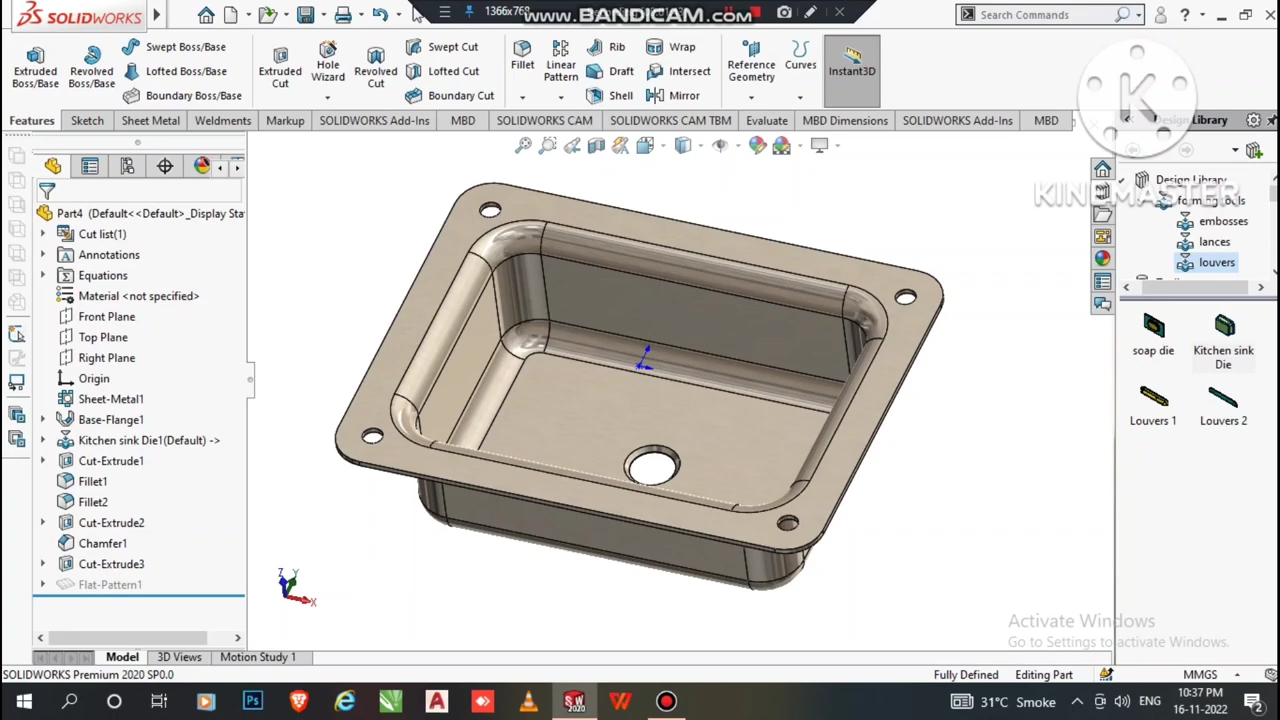 SOLIDWORKS
1366x768
www.BANDICAM.com
Search Commands
Extruded Boss/Base
Revolved Boss/Base
Swept Boss/Base
Lofted Boss/Base
Boundary Boss/Base
Extruded Cut
Hole Wizard
Revolved Cut
Swept Cut
Lofted Cut
Boundary Cut
Fillet
Linear Pattern
Rib
Draft
Shell
Wrap
Intersect
Mirror
Reference Geometry
Curves
Instant3D
K
Features Sketch Sheet Metal Weldments Markup SOLIDWORKS Add-Ins MBD SOLIDWORKS CAM SOLIDWORKS CAM TBM Evaluate MBD Dimensions SOLIDWORKS Add-Ins MBD
Library
KINEMASTER
Part4 (Default<<Default>_Display Sta
Cut list(1)
Annotations
Equations
Material <not specified>
Front Plane
Top Plane
Right Plane
Origin
Sheet-Metal1
Base-Flange1
Kitchen sink Die1(Default) ->
Cut-Extrude1
Fillet1
Fillet2
Cut-Extrude2
Chamfer1
Cut-Extrude3
Flat-Pattern1
Design Library
forming tools
embosses
lances
louvers
soap die
Kitchen sink Die
Louvers 1
Louvers 2
Z
Y
X
Activate Windows
Go to Settings to activate Windows.
Model 3D Views Motion Study 1
SOLIDWORKS Premium 2020 SP0.0
Fully Defined Editing Part MMGS
31°C Smoke
ENG
10:37 PM
16-11-2022
2